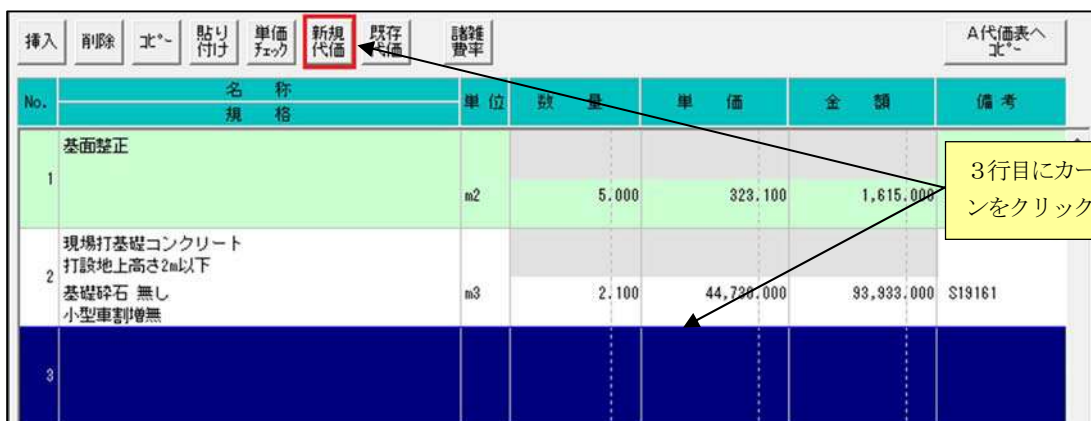 挿入 削除 ｺﾋﾟｰ 貼り付け 単価ﾁｪｯｸ 新規代価 既存代価 諸雑費率 A代価表へｺﾋﾟｰ
No. 名 称 単 位 数 量 単 価 金 額 備 考
規 格
基面整正
1
m2 5.000 323.100 1,615.000
３行目にカー
ンをクリック
現場打基礎コンクリート
打設地上高さ2m以下
2
基礎砕石 無し m3 2.100 44,730.000 93,933.000 S19161
小型車割増無
3